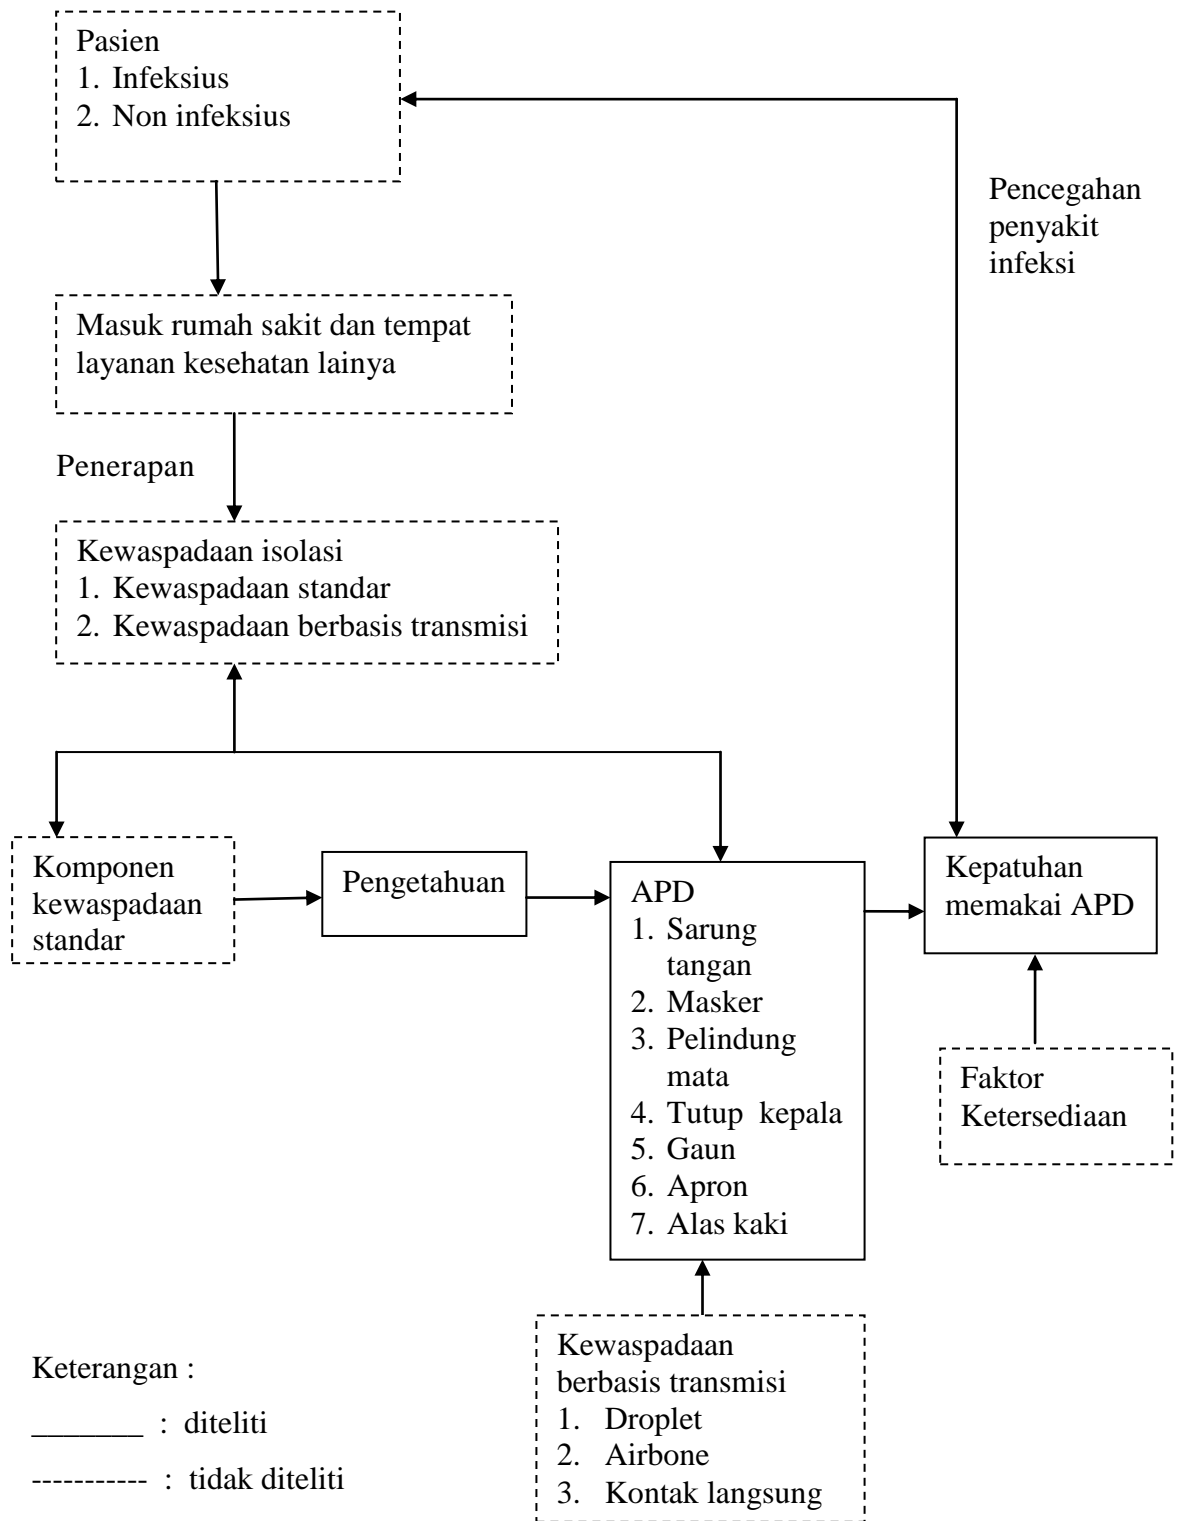 Pasien
1. Infeksius
2. Non infeksius
Pencegahan
penyakit
infeksi
Masuk rumah sakit dan tempat
layanan kesehatan lainya
Penerapan
Kewaspadaan isolasi
1. Kewaspadaan standar
2. Kewaspadaan berbasis transmisi
Komponen
kewaspadaan
standar
Pengetahuan
APD
1. Sarung
tangan
2. Masker
3. Pelindung
mata
4. Tutup kepala
5. Gaun
6. Apron
7. Alas kaki
Kepatuhan
memakai APD
Faktor
Ketersediaan
Kewaspadaan
berbasis transmisi
1. Droplet
2. Airbone
3. Kontak langsung
Keterangan :
_______ : diteliti
----------- : tidak diteliti